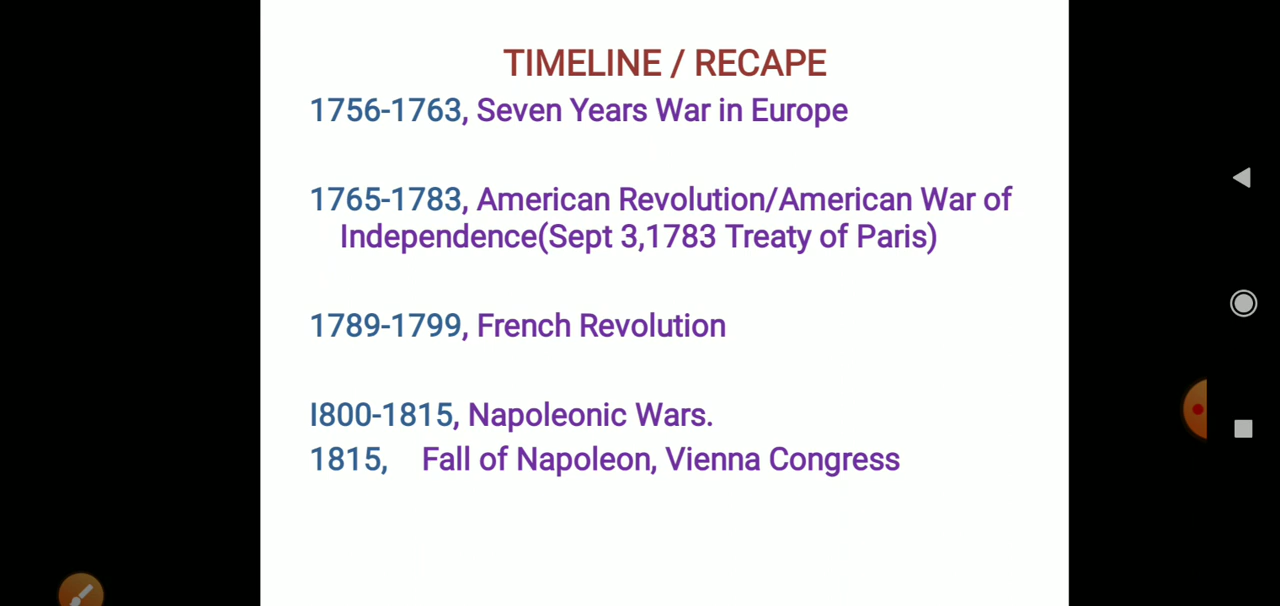 TIMELINE / RECAPE
1756-1763, Seven Years War in Europe
1765-1783, American Revolution/American War of
Independence(Sept 3,1783 Treaty of Paris)
1789-1799, French Revolution
I800-1815, Napoleonic Wars.
1815, Fall of Napoleon, Vienna Congress